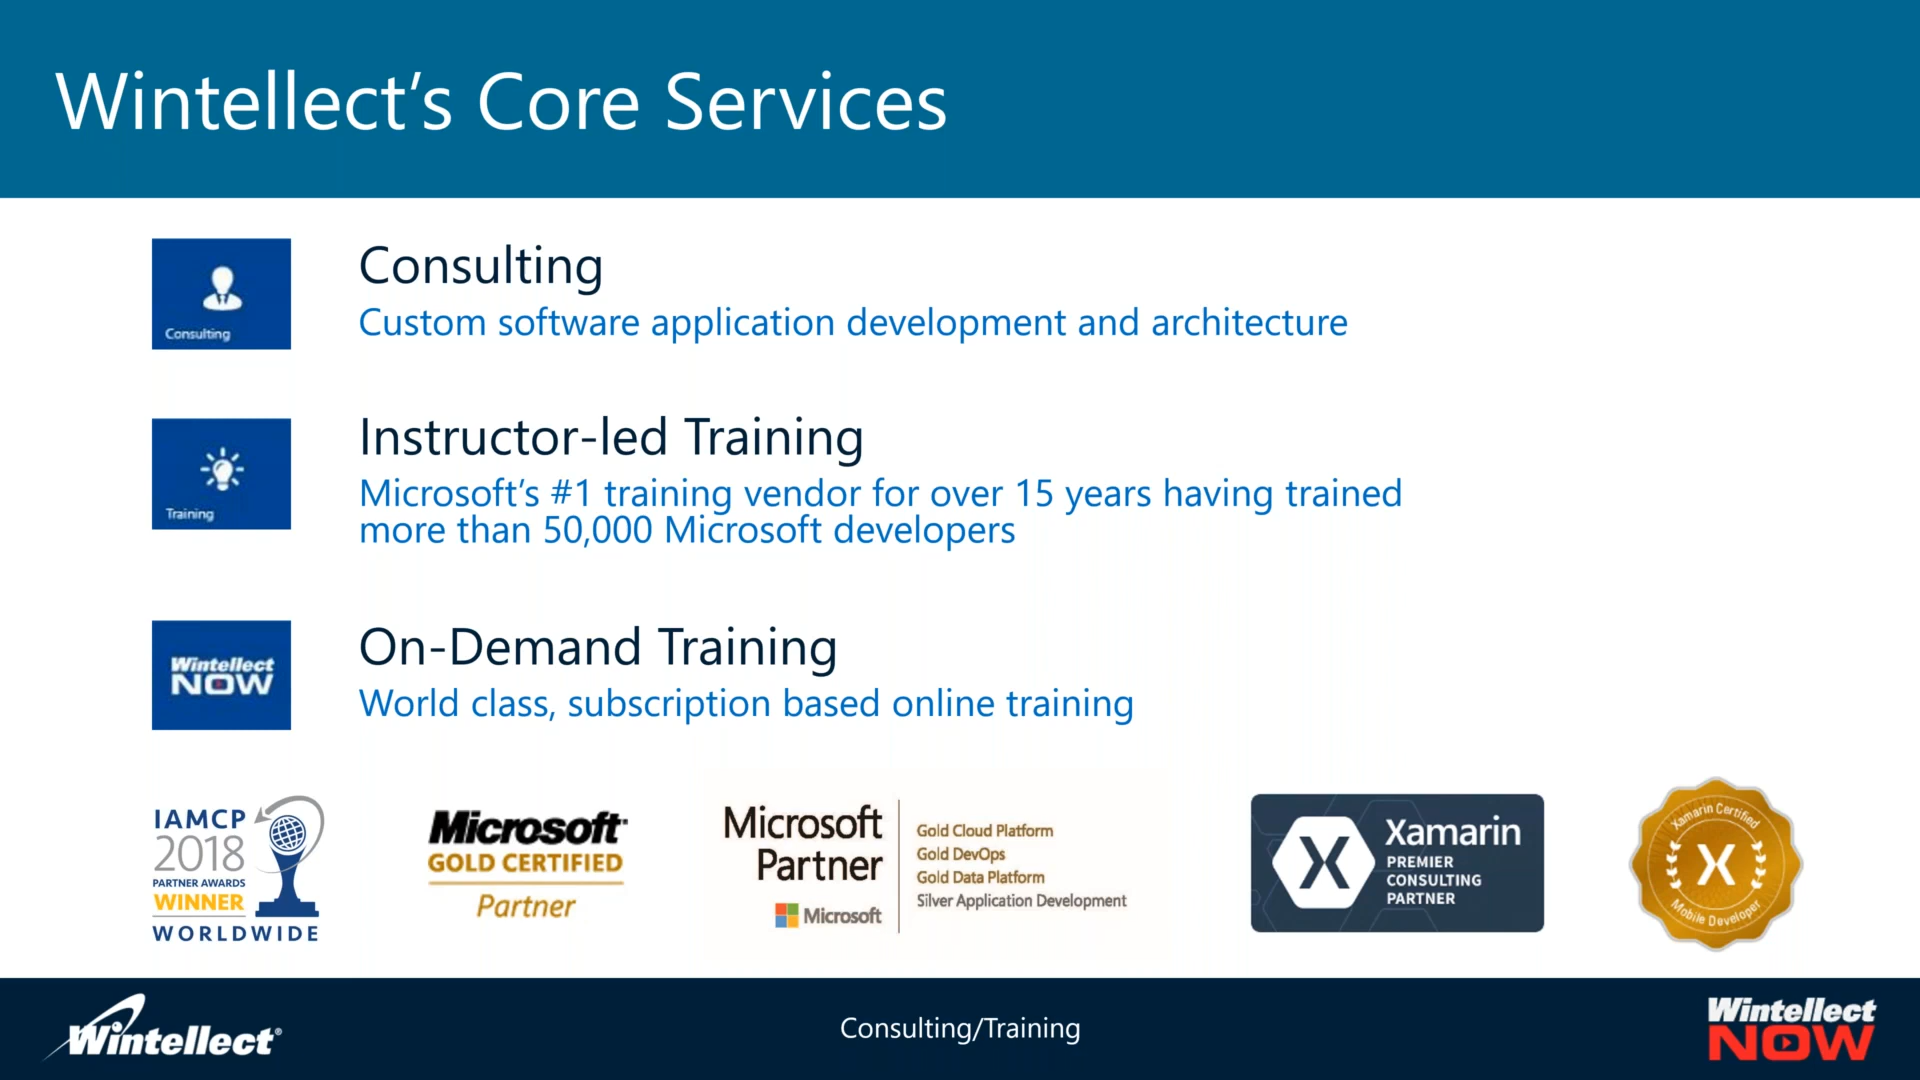 Wintellect’s Core Services
Consulting
Consulting
Custom software application development and architecture
Training
Instructor-led Training
Microsoft’s #1 training vendor for over 15 years having trained
more than 50,000 Microsoft developers
Wintellect
NOW
On-Demand Training
World class, subscription based online training
IAMCP
2018
PARTNER AWARDS
WINNER
WORLDWIDE
Microsoft
GOLD CERTIFIED
Partner
Microsoft
Partner
Microsoft
Gold Cloud Platform
Gold DevOps
Gold Data Platform
Silver Application Development
X
Xamarin
PREMIER
CONSULTING
PARTNER
Xamarin Certified
X
Mobile Developer
Wintellect®
Consulting/Training
Wintellect
NOW